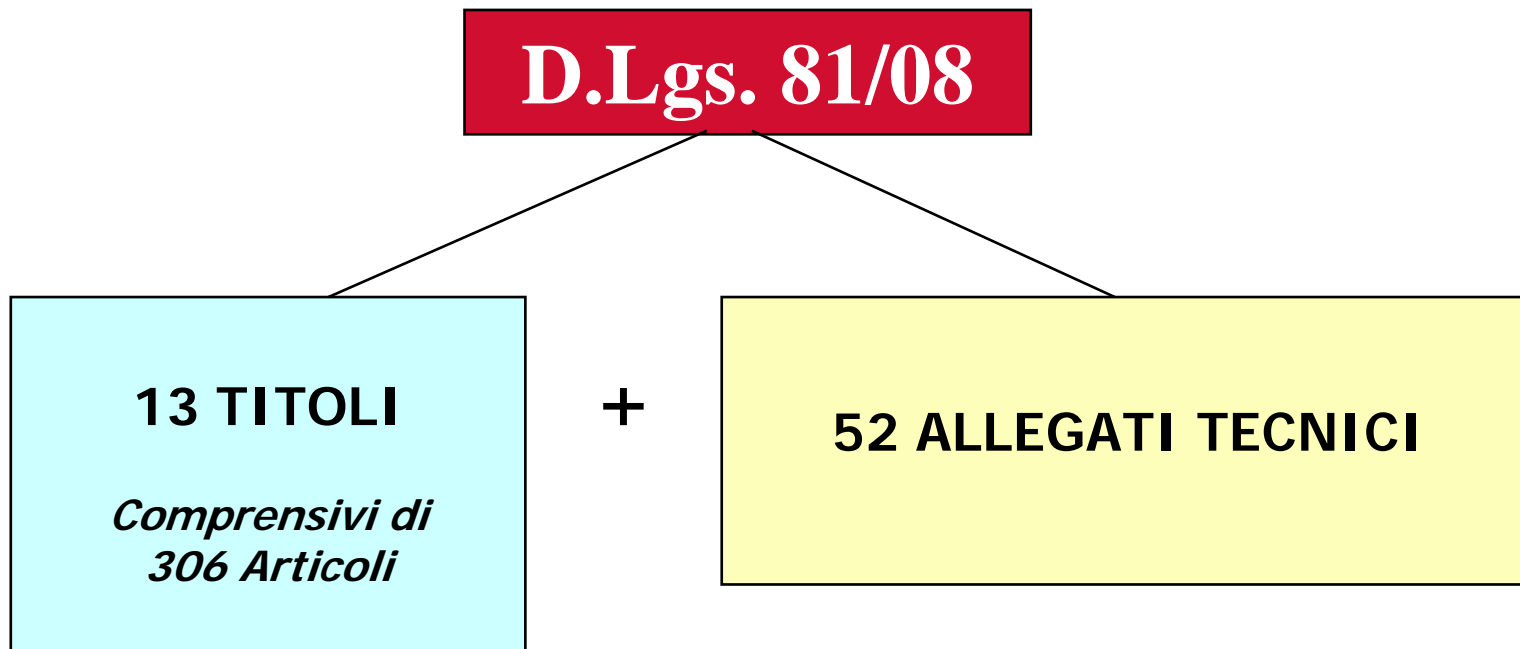 D.Lgs. 81/08
13 TITOLI
Comprensivi di
306 Articoli
+
52 ALLEGATI TECNICI